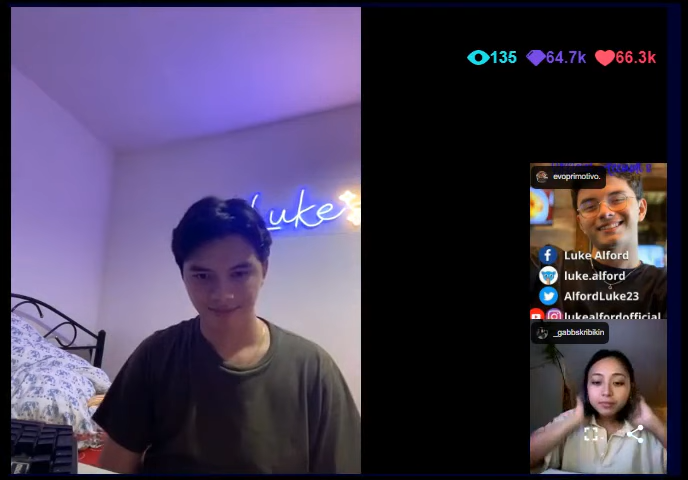 135 64.7k 66.3k
Luke
evoprimotivo.
Luke Alford
luke.alford
AlfordLuke23
lukealfordofficial
_gabbskribikin